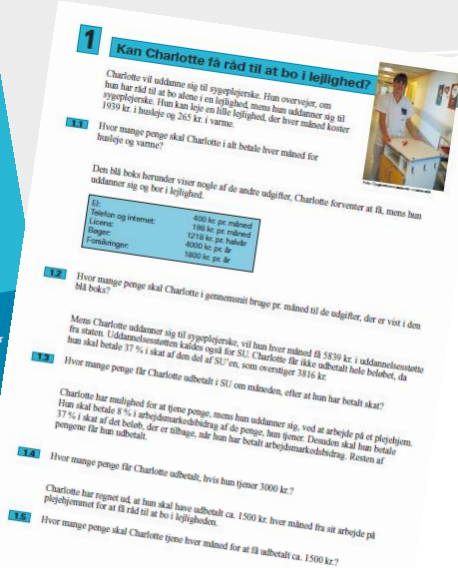 1
Kan Charlotte få råd til at bo i lejlighed?
Charlotte vil uddanne sig til sygeplejerske. Hun overvejer, om
hun har råd til at bo alene i en lejlighed, mens hun uddanner sig til
sygeplejerske. Hun kan leje en lille lejlighed, der hver måned koster
1939 kr. i husleje og 265 kr. i varme.
1.1 Hvor mange penge skal Charlotte i alt betale hver måned for
husleje og varme?
Den blå boks herunder viser nogle af de andre udgifter, Charlotte forventer at få, mens hun
uddanner sig og bor i lejlighed.
El: 400 kr. pr. måned
Telefon og internet: 199 kr. pr. måned
Licens: 1218 kr. pr. halvår
Bøger: 4000 kr. pr. år
Forsikringer: 1800 kr. pr. år
1.2 Hvor mange penge skal Charlotte i gennemsnit bruge pr. måned til de udgifter, der er vist i den
blå boks?
Mens Charlotte uddanner sig til sygeplejerske, vil hun hver måned få 5839 kr. i uddannelsesstøtte
fra staten. Uddannelsesstøtten kaldes også for SU. Charlotte får ikke udbetalt hele beløbet, da
hun skal betale 37 % i skat af den del af SU'en, som overstiger 3816 kr.
1.3 Hvor mange penge får Charlotte udbetalt i SU om måneden, efter at hun har betalt skat?
Charlotte har mulighed for at tjene penge, mens hun uddanner sig, ved at arbejde på et plejehjem.
Hun skal betale 8 % i arbejdsmarkedsbidrag af de penge, hun tjener. Desuden skal hun betale
37 % i skat af det beløb, der er tilbage, når hun har betalt arbejdsmarkedsbidrag. Resten af
pengene får hun udbetalt.
1.4 Hvor mange penge får Charlotte udbetalt, hvis hun tjener 3000 kr.?
Charlotte har regnet ud, at hun skal have udbetalt ca. 1500 kr. hver måned fra sit arbejde på
plejehjemmet for at få råd til at bo i lejligheden.
1.5 Hvor mange penge skal Charlotte tjene hver måned for at få udbetalt ca. 1500 kr.?